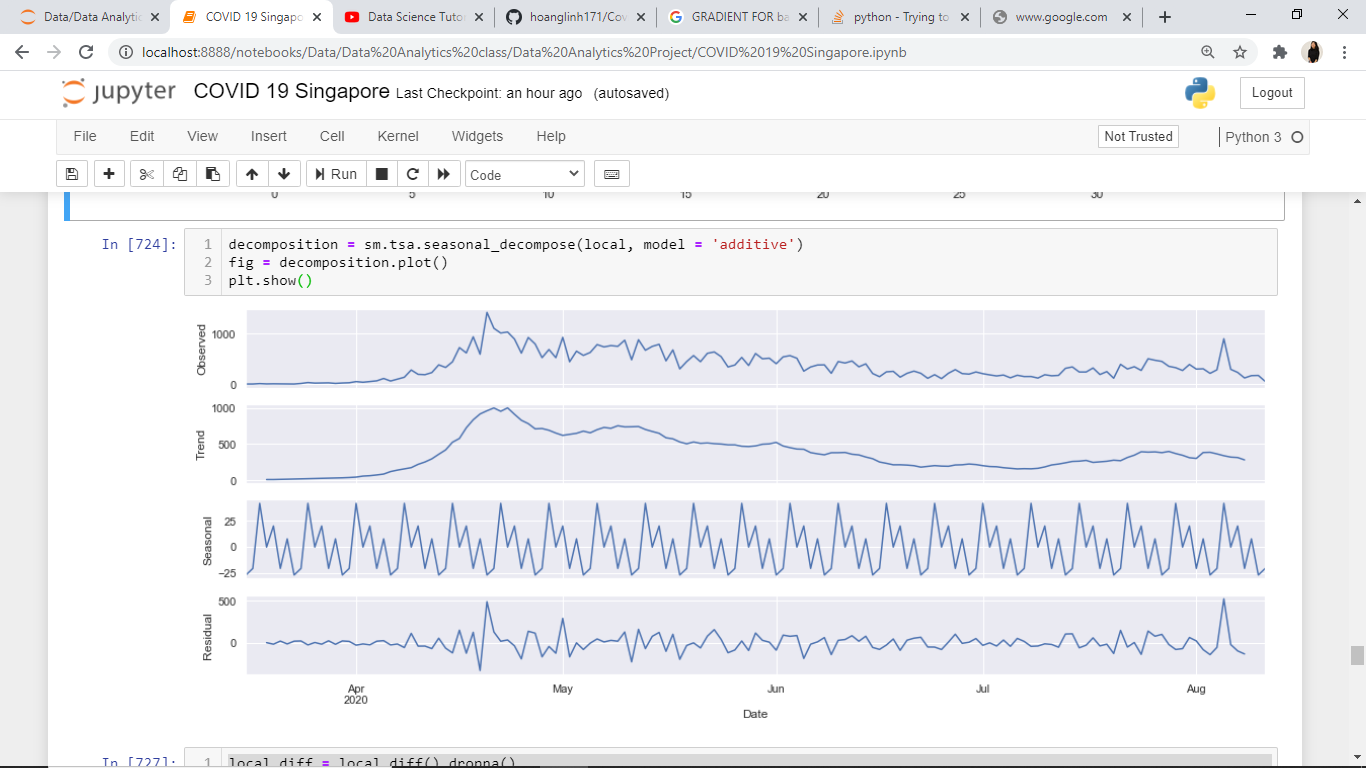 Data/Data Analytic
COVID 19 Singapo
Data Science Tutor
hoanglinh171/Cov
GRADIENT FOR ba
python - Trying to
www.google.com
localhost:8888/notebooks/Data/Data%20Analytics%20class/Data%20Analytics%20Project/COVID%2019%20Singapore.ipynb
jupyter COVID 19 Singapore Last Checkpoint: an hour ago (autosaved)
Logout
File Edit View Insert Cell Kernel Widgets Help
Not Trusted
Python 3
Run
Code
0 5 10 15 20 25 30
In [724]:
1 decomposition = sm.tsa.seasonal_decompose(local, model = 'additive')
2 fig = decomposition.plot()
3 plt.show()
Observed
1000
0
Trend
1000
500
0
Seasonal
25
0
−25
Residual
500
0
Apr May Jun Jul Aug
2020
Date
In [727]: 1 local_diff = local.diff().dropna()